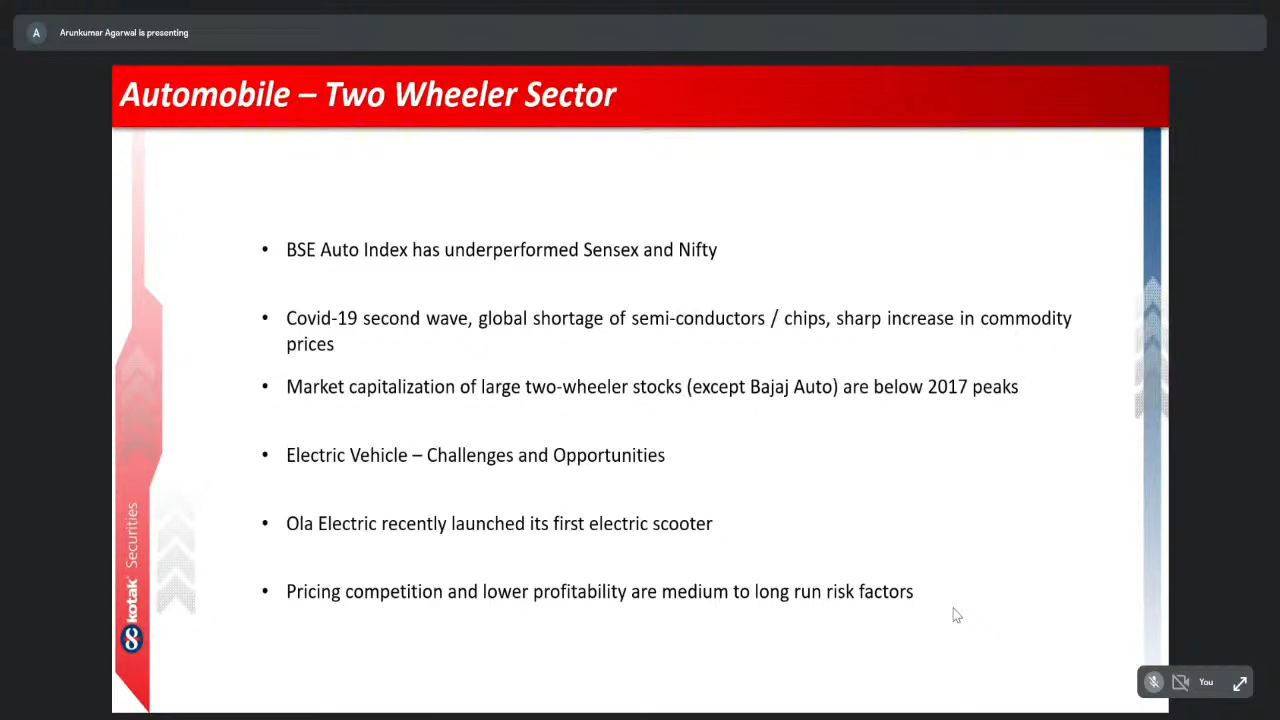 A
Arunkumar Agarwal is presenting
Automobile – Two Wheeler Sector
• BSE Auto Index has underperformed Sensex and Nifty
• Covid-19 second wave, global shortage of semi-conductors / chips, sharp increase in commodity
prices
• Market capitalization of large two-wheeler stocks (except Bajaj Auto) are below 2017 peaks
• Electric Vehicle – Challenges and Opportunities
• Ola Electric recently launched its first electric scooter
• Pricing competition and lower profitability are medium to long run risk factors
kotak Securities
You